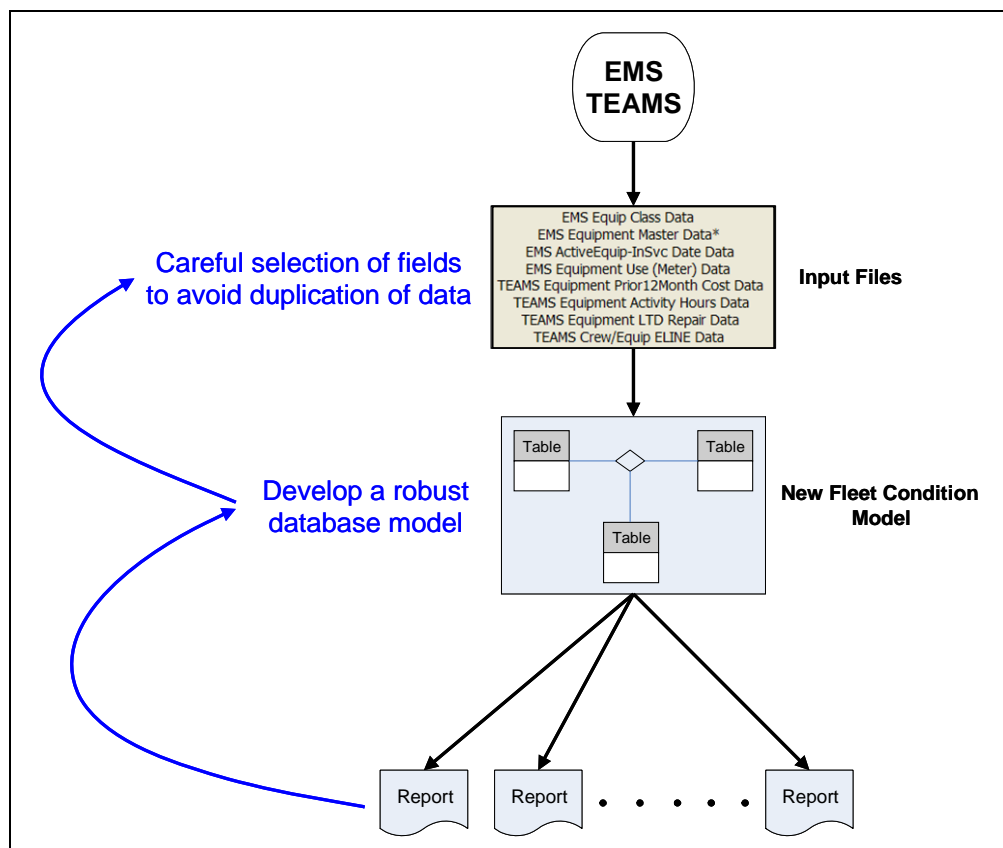 EMS
TEAMS
EMS Equip Class Data
EMS Equipment Master Data*
EMS ActiveEquip-InSvc Date Data
EMS Equipment Use (Meter) Data
TEAMS Equipment Prior12Month Cost Data
TEAMS Equipment Activity Hours Data
TEAMS Equipment LTD Repair Data
TEAMS Crew/Equip ELINE Data
Input Files
Careful selection of fields
to avoid duplication of data
Table
Table
Table
New Fleet Condition
Model
Develop a robust
database model
Report
Report
Report